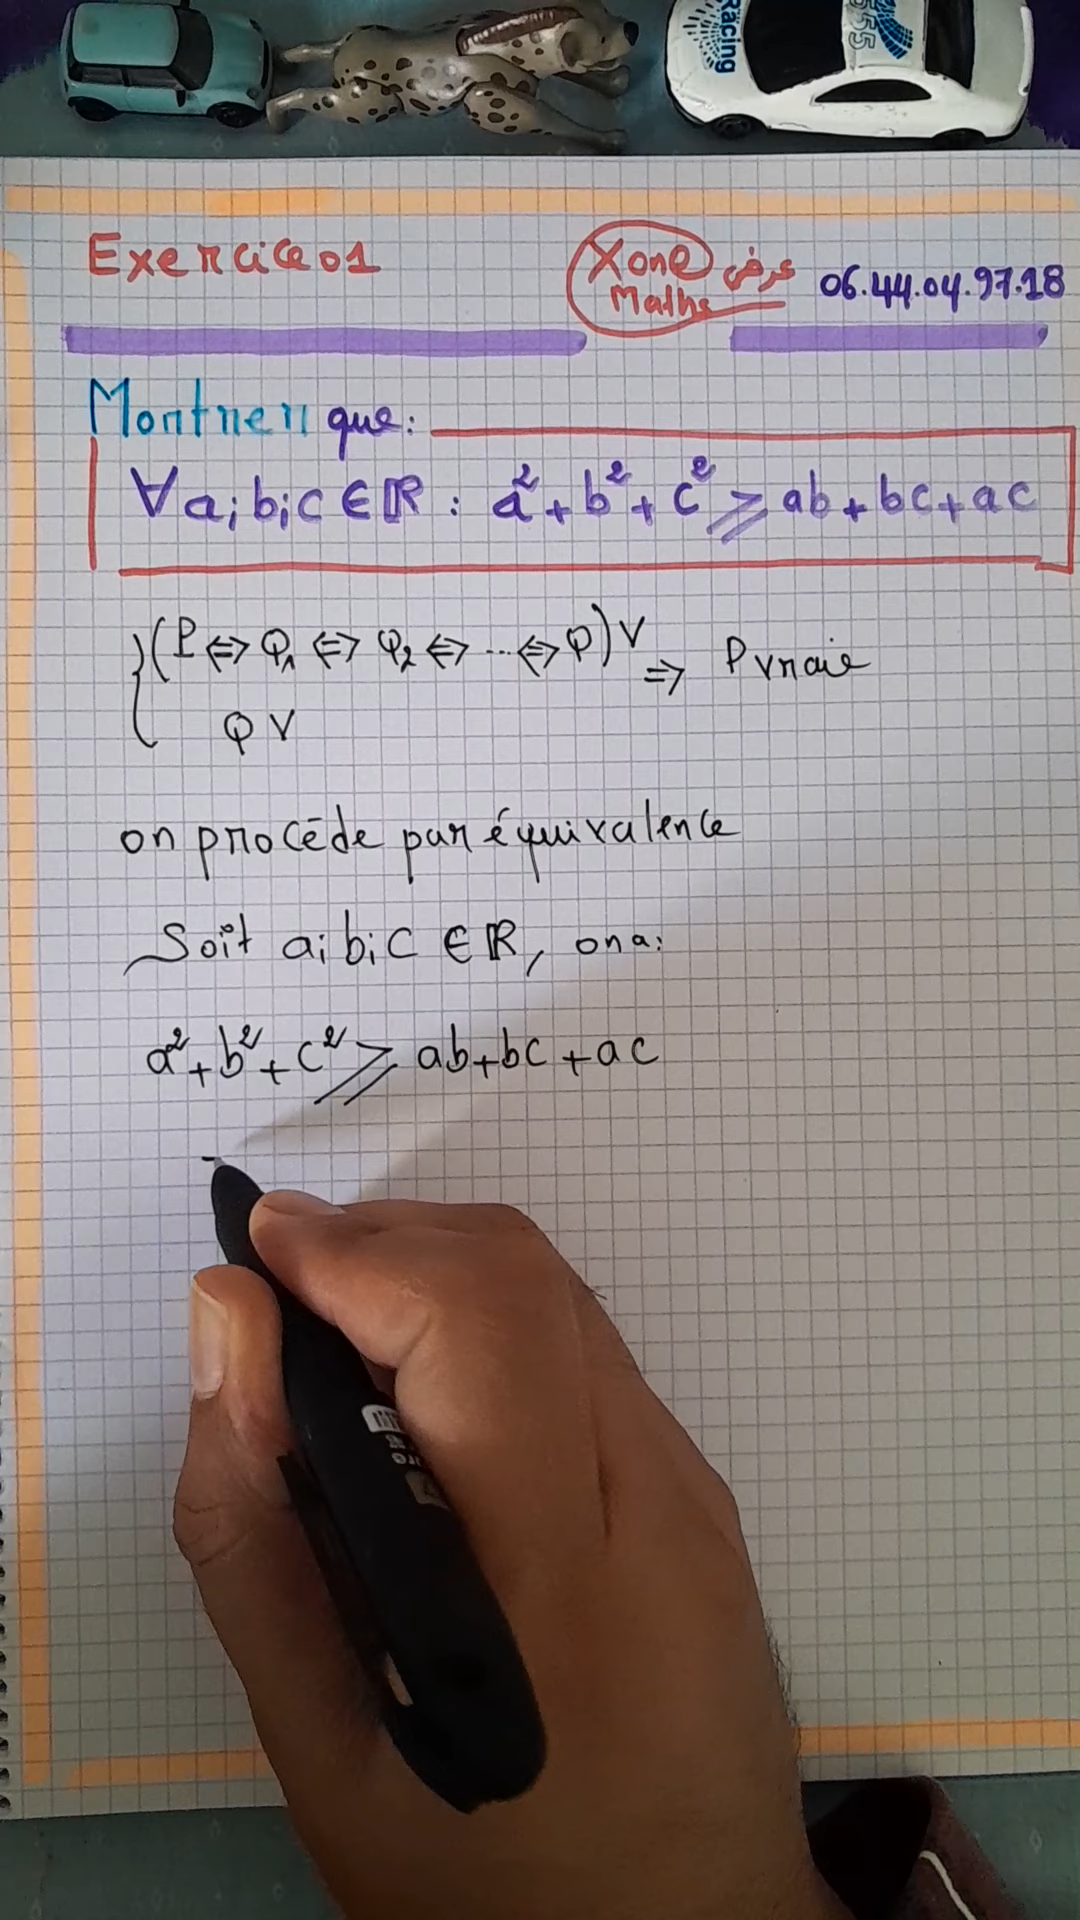 Racing
555
Exercice 01
Xone عرض
Maths
06.44.04.97.18
Montrer que:
∀a;b;c ∈ ℝ : a² + b² + c² ⩾ ab + bc + ac
{(P ⇔ Q₁ ⇔ Q₂ ⇔ ... ⇔ Q) V ⇒ P vraie
Q V
on procède par équivalence
Soit a;b;c ∈ ℝ, on a:
a² + b² + c² ⩾ ab + bc + ac